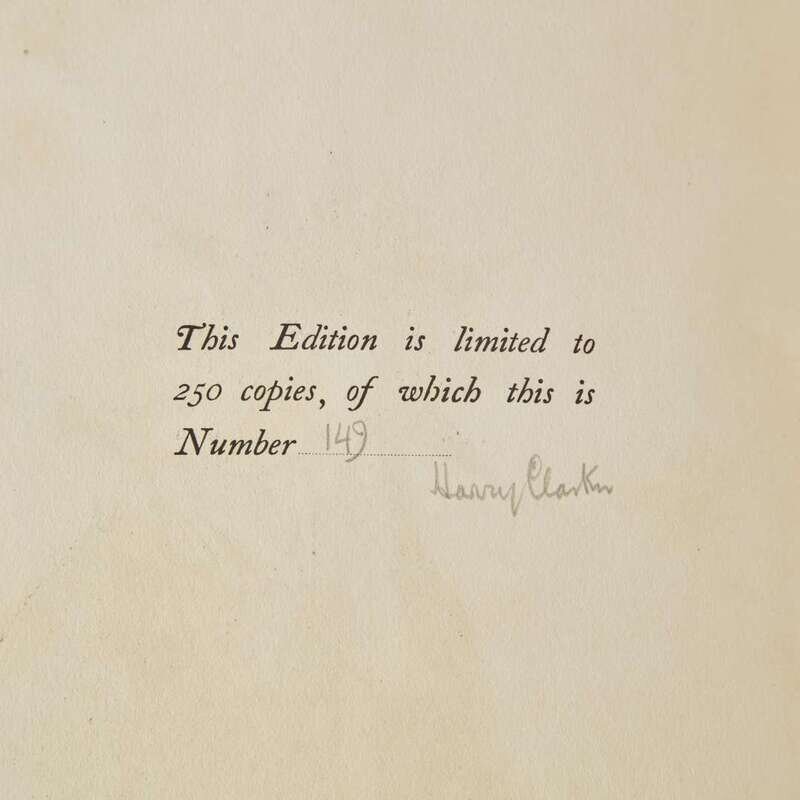 This Edition is limited to
250 copies, of which this is
Number 149
Harry Clarke